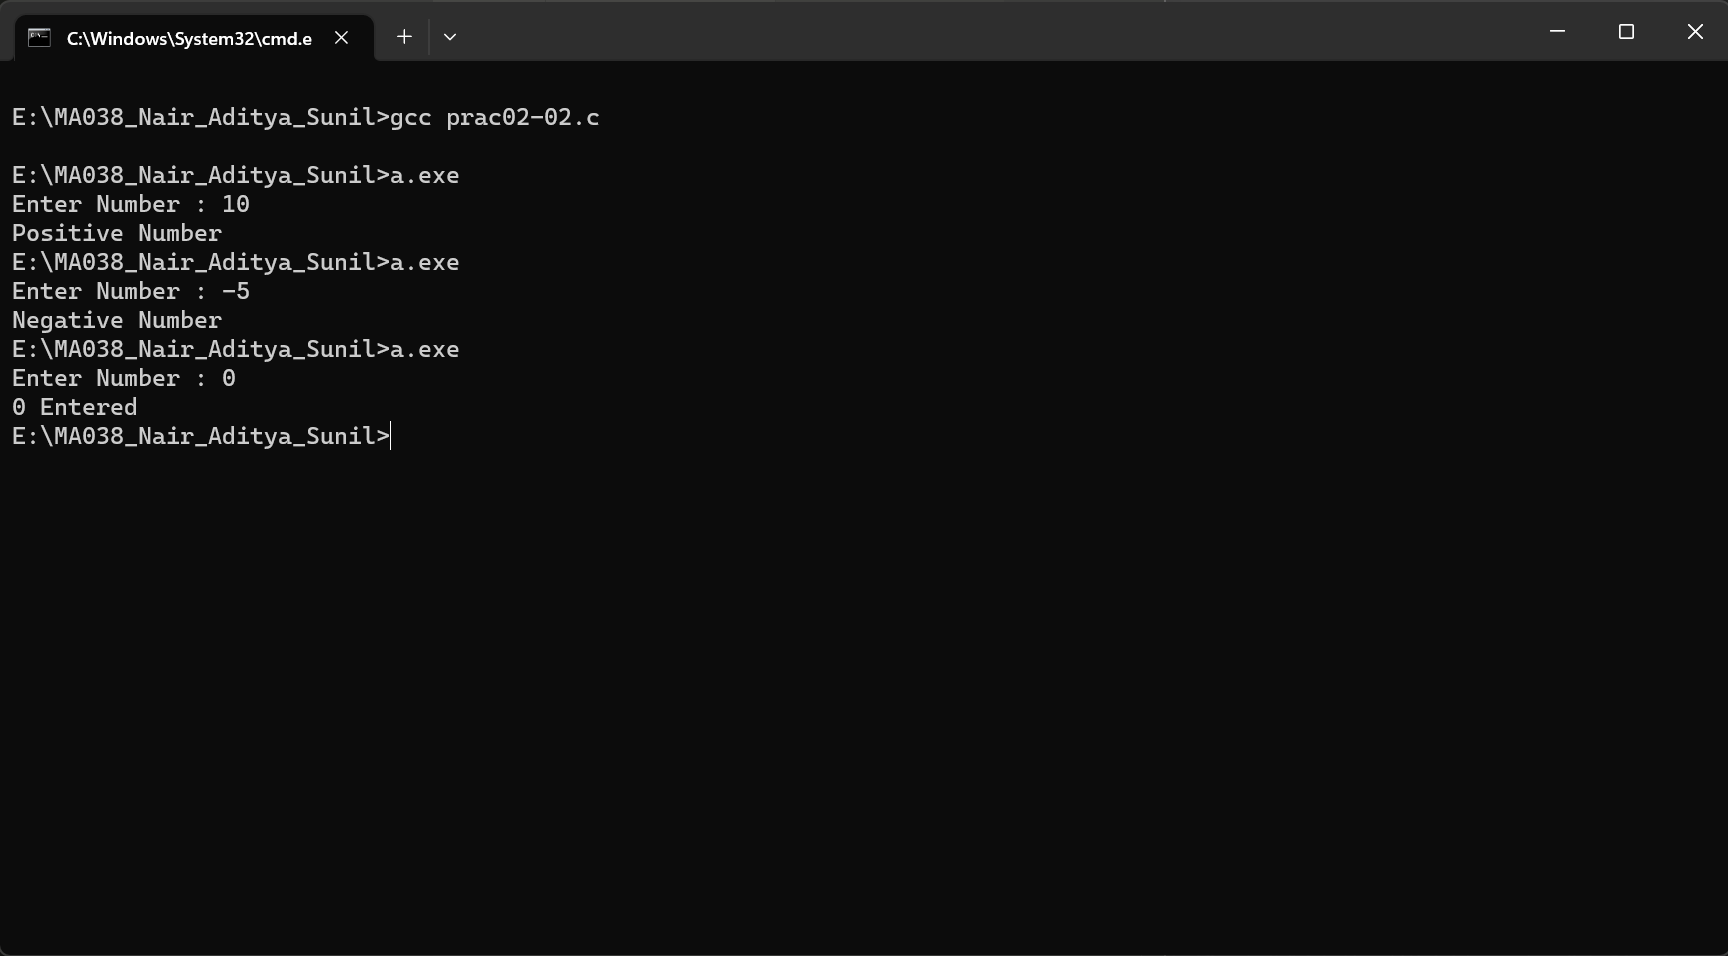 C:\Windows\System32\cmd.e
E:\MA038_Nair_Aditya_Sunil>gcc prac02-02.c
E:\MA038_Nair_Aditya_Sunil>a.exe
Enter Number : 10
Positive Number
E:\MA038_Nair_Aditya_Sunil>a.exe
Enter Number : -5
Negative Number
E:\MA038_Nair_Aditya_Sunil>a.exe
Enter Number : 0
0 Entered
E:\MA038_Nair_Aditya_Sunil>